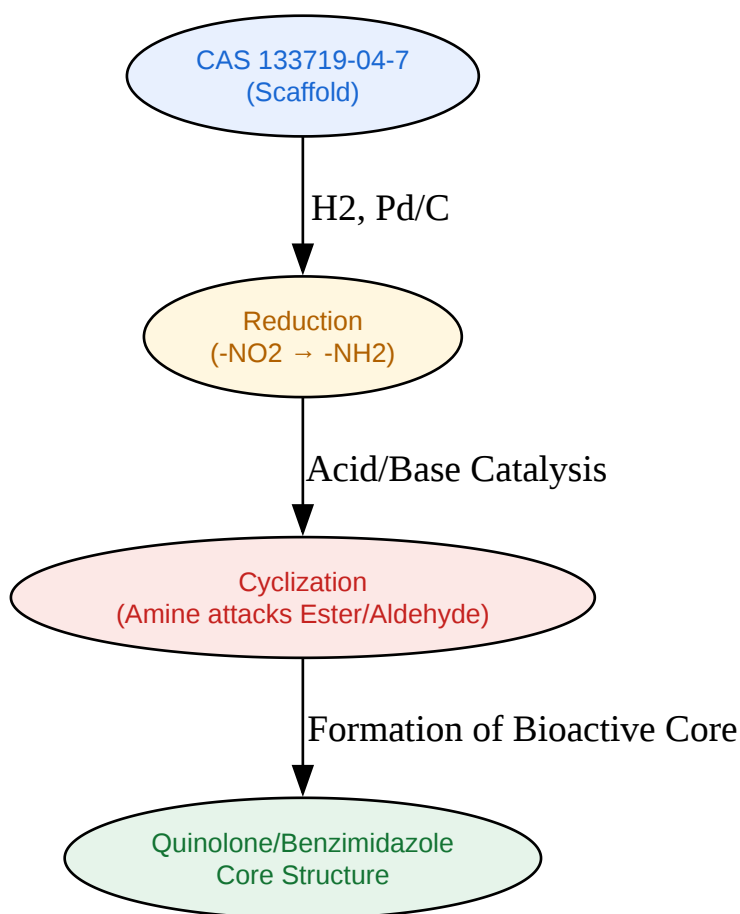 CAS 133719-04-7
(Scaffold)
H2, Pd/C
Reduction
(-NO2 → -NH2)
Acid/Base Catalysis
Cyclization
(Amine attacks Ester/Aldehyde)
Formation of Bioactive Core
Quinolone/Benzimidazole
Core Structure